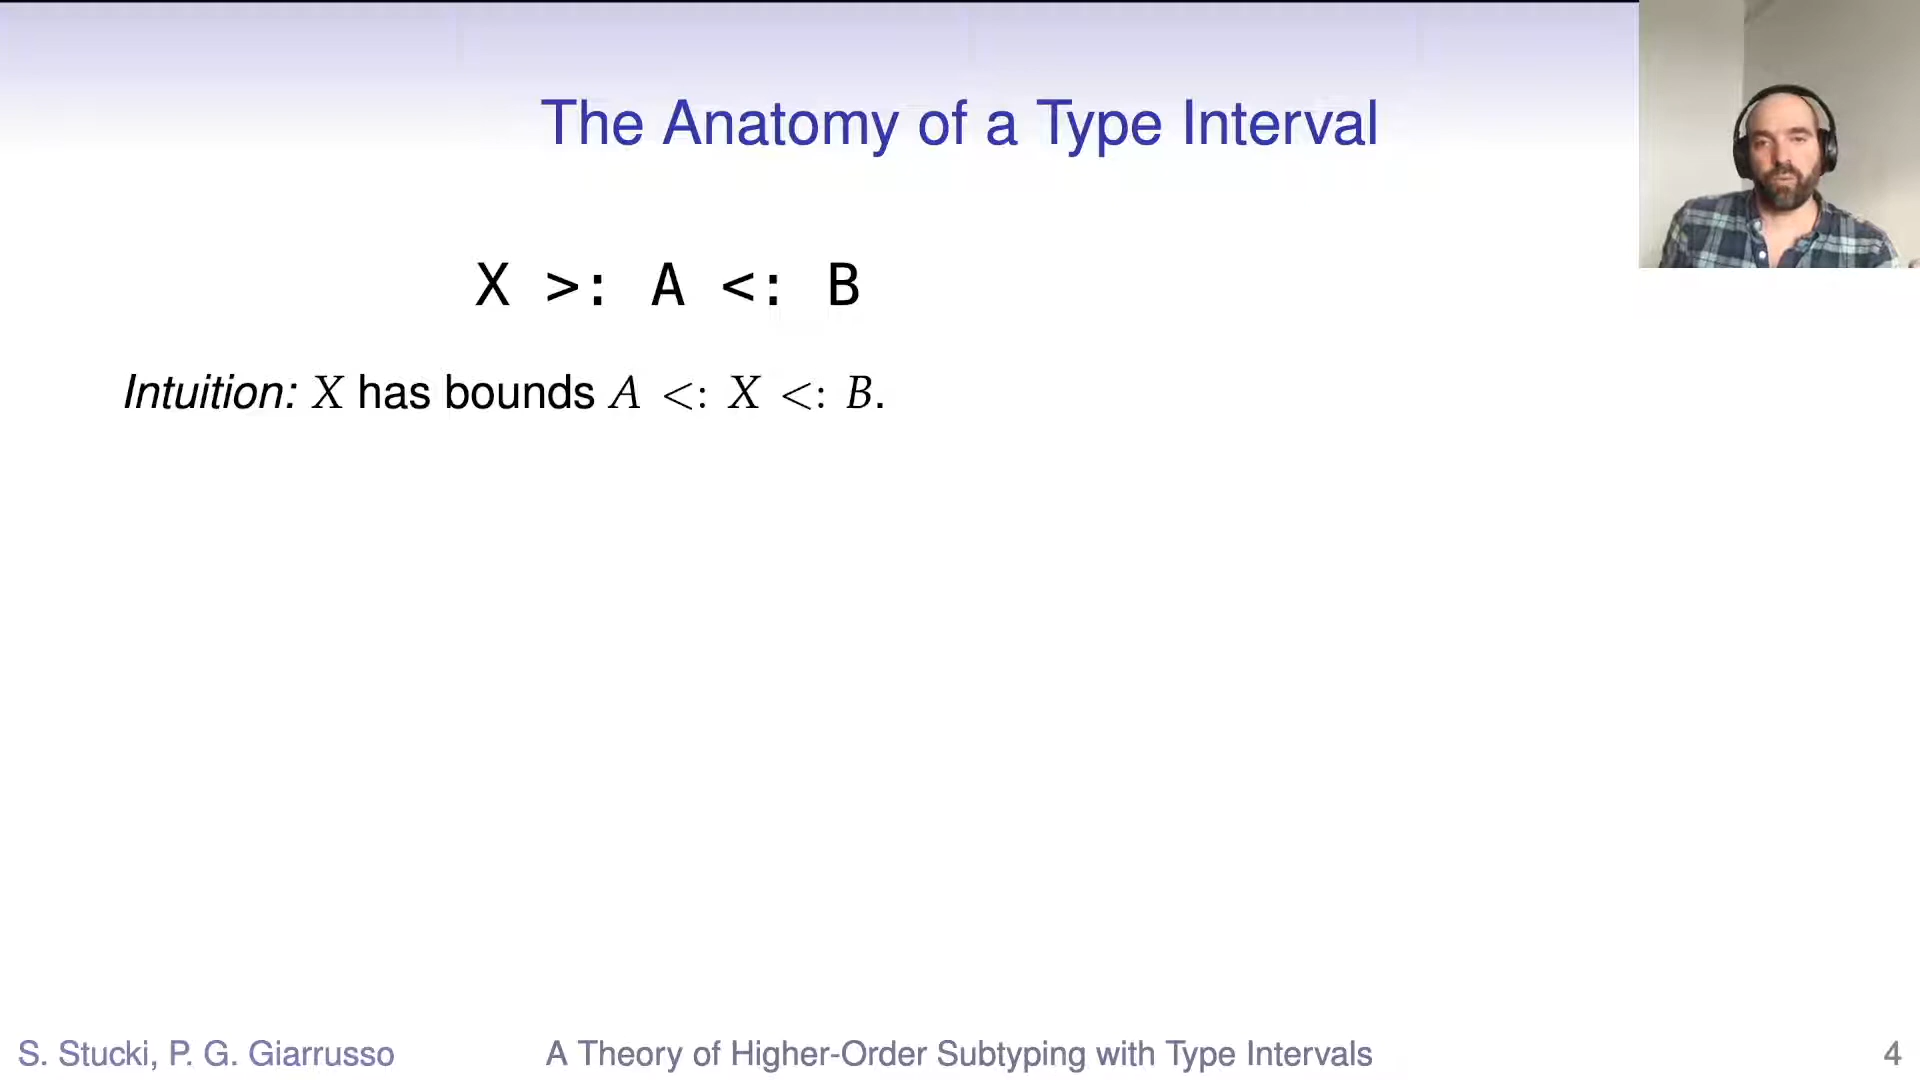 The Anatomy of a Type Interval
X >: A <: B
Intuition: X has bounds A <: X <: B.
S. Stucki, P. G. Giarrusso A Theory of Higher-Order Subtyping with Type Intervals 4